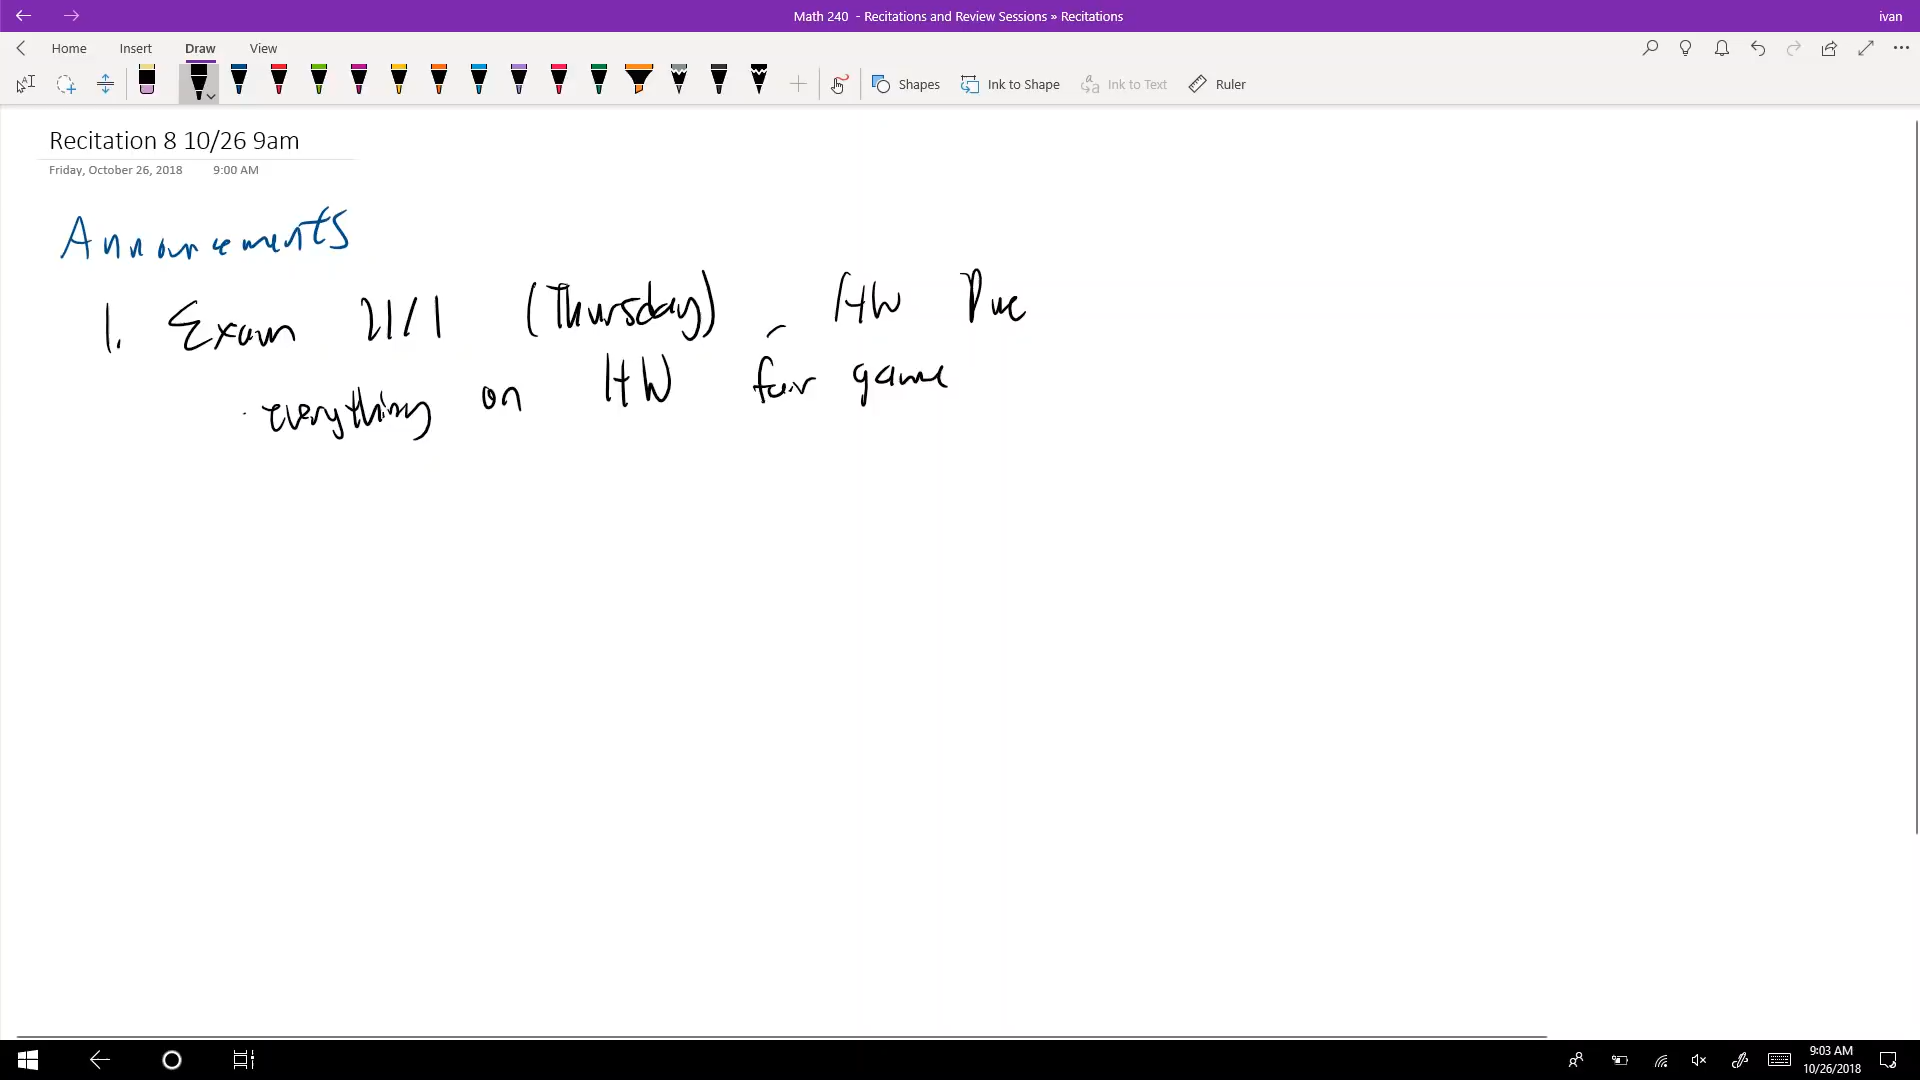 Math 240 - Recitations and Review Sessions » Recitations
ivan
Home Insert Draw View
Shapes Ink to Shape Ink to Text Ruler
Recitation 8 10/26 9am
Friday, October 26, 2018 9:00 AM
Announcements
1. Exam 11/1 (Thursday), HW Due
· everything on HW fair game
9:03 AM
10/26/2018